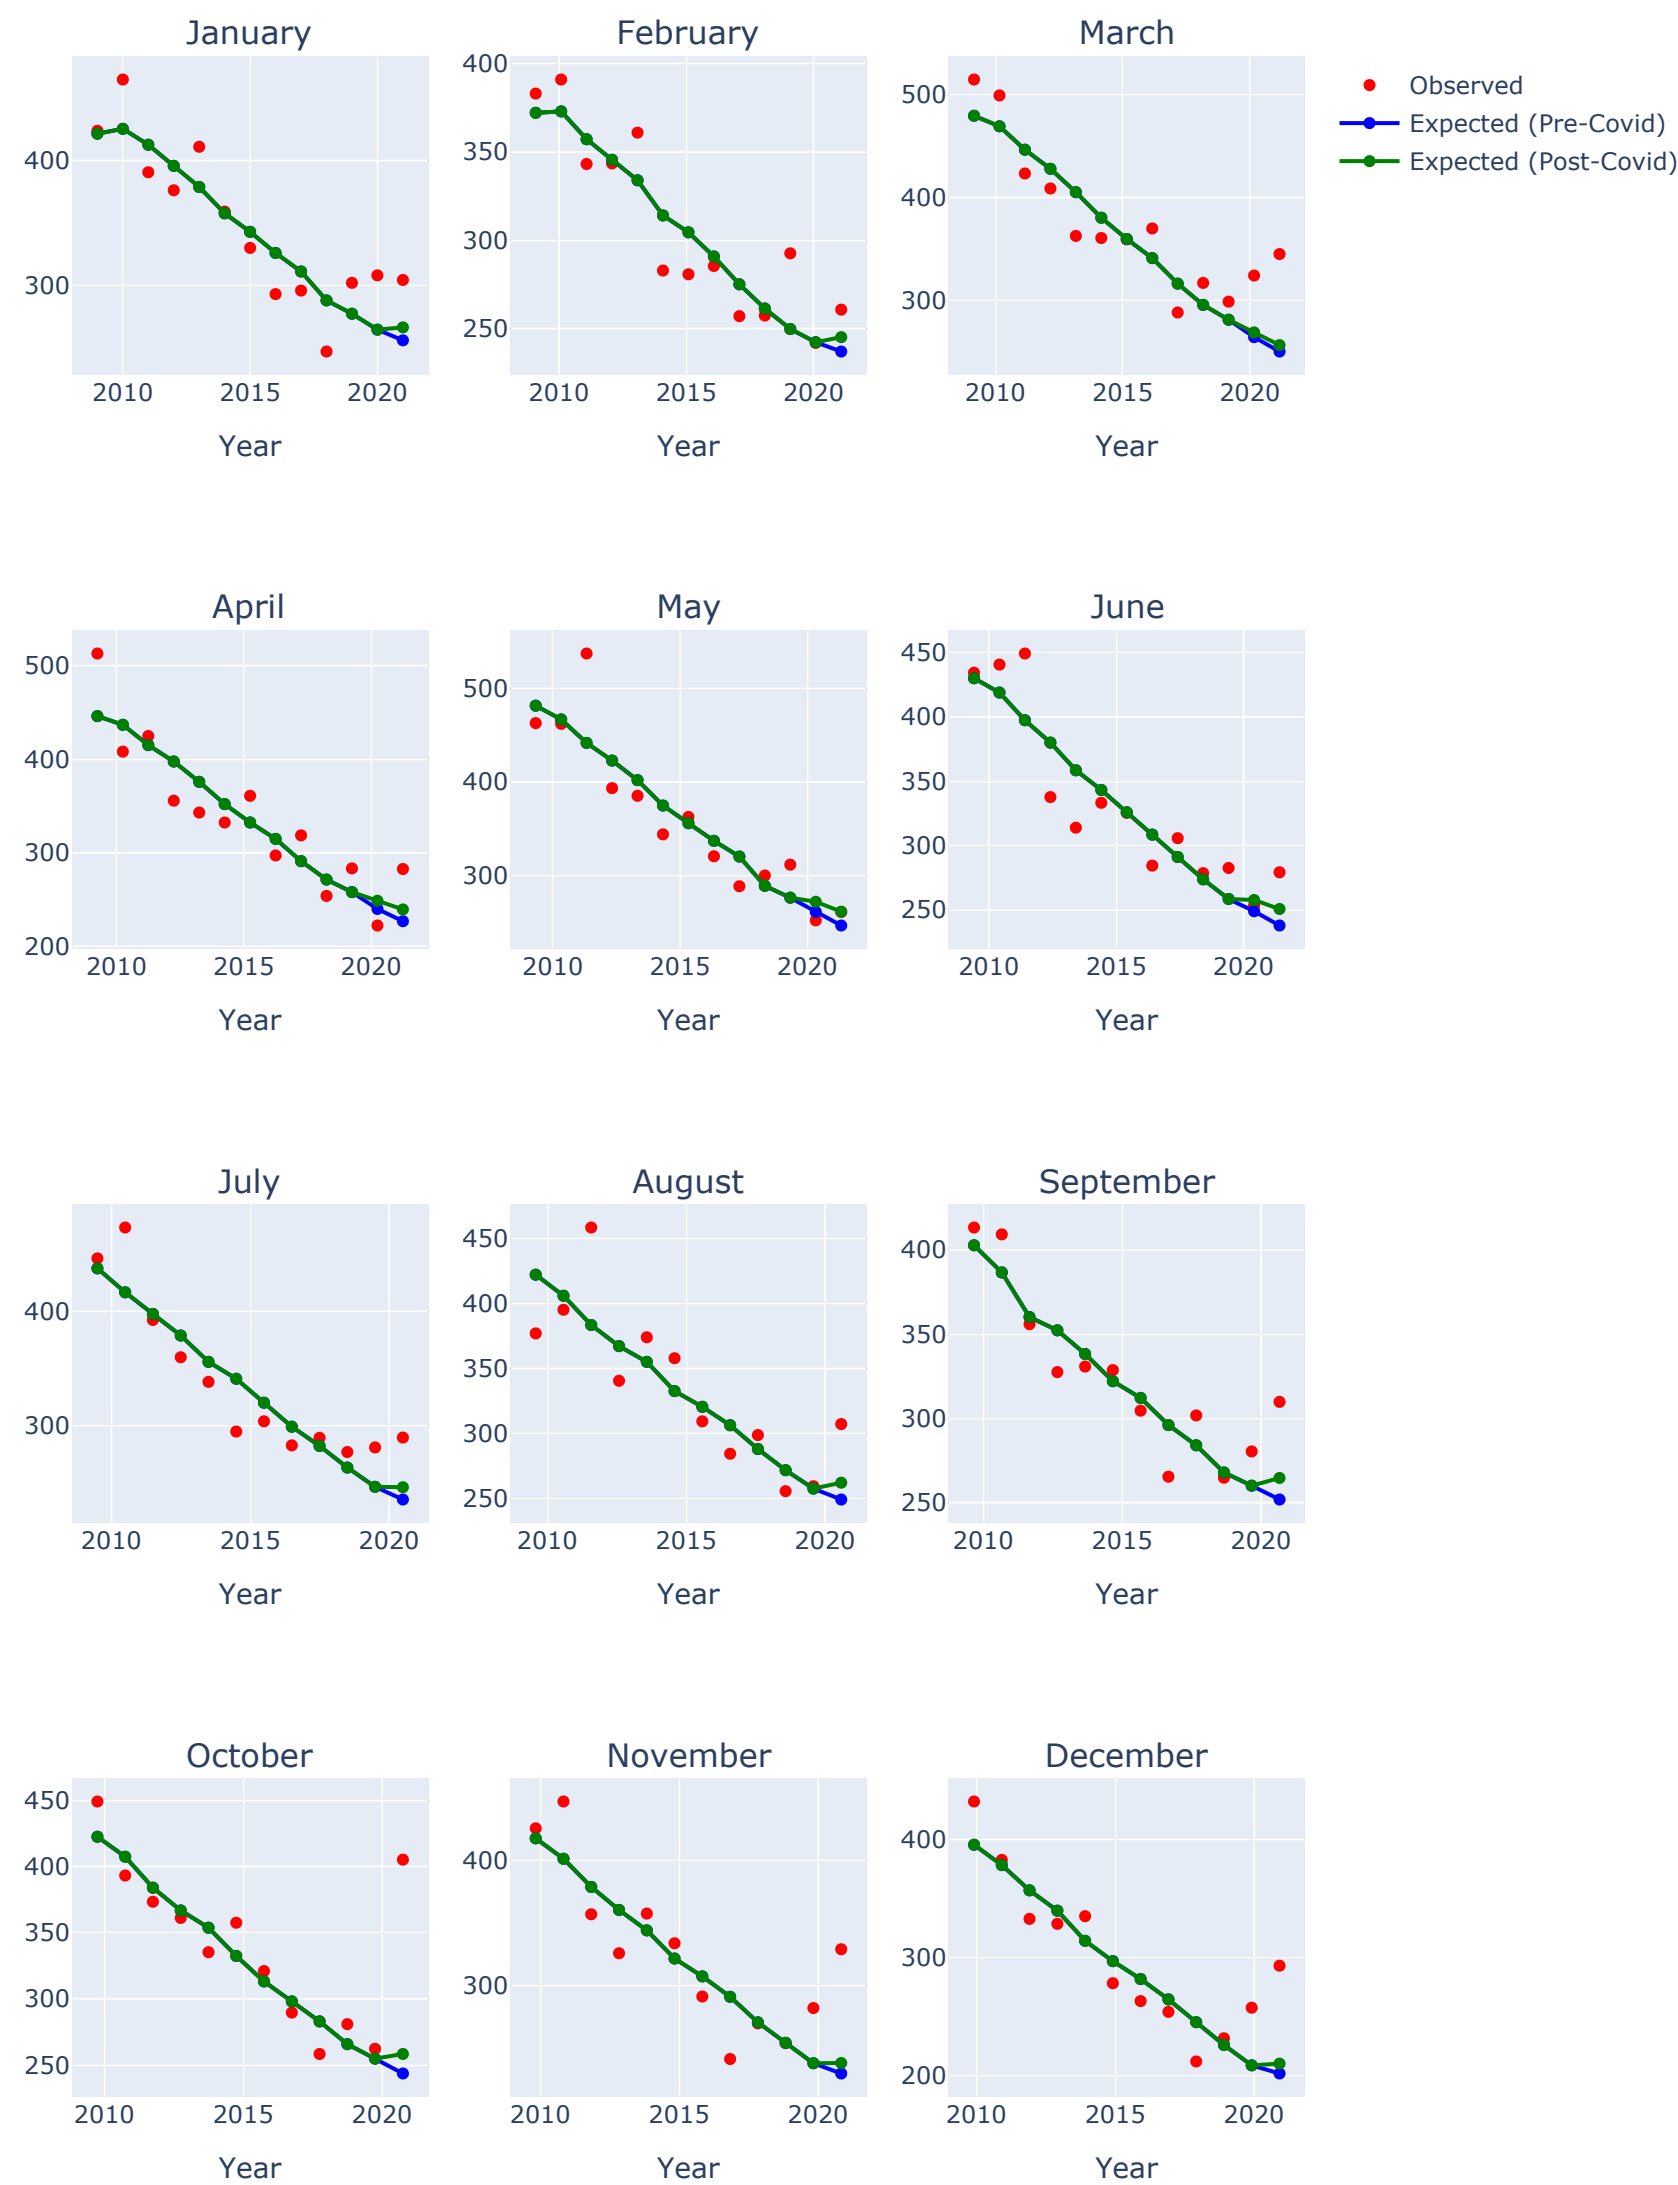 January
February
March
400
300
2010 2015 2020
Year
400
350
300
250
2010 2015 2020
Year
500
400
300
2010 2015 2020
Year
Observed
Expected (Pre-Covid)
Expected (Post-Covid)
April
May
June
500
400
300
200
2010 2015 2020
Year
500
400
300
2010 2015 2020
Year
450
400
350
300
250
2010 2015 2020
Year
July
August
September
400
300
2010 2015 2020
Year
450
400
350
300
250
2010 2015 2020
Year
400
350
300
250
2010 2015 2020
Year
October
November
December
450
400
350
300
250
2010 2015 2020
Year
400
300
2010 2015 2020
Year
400
300
200
2010 2015 2020
Year